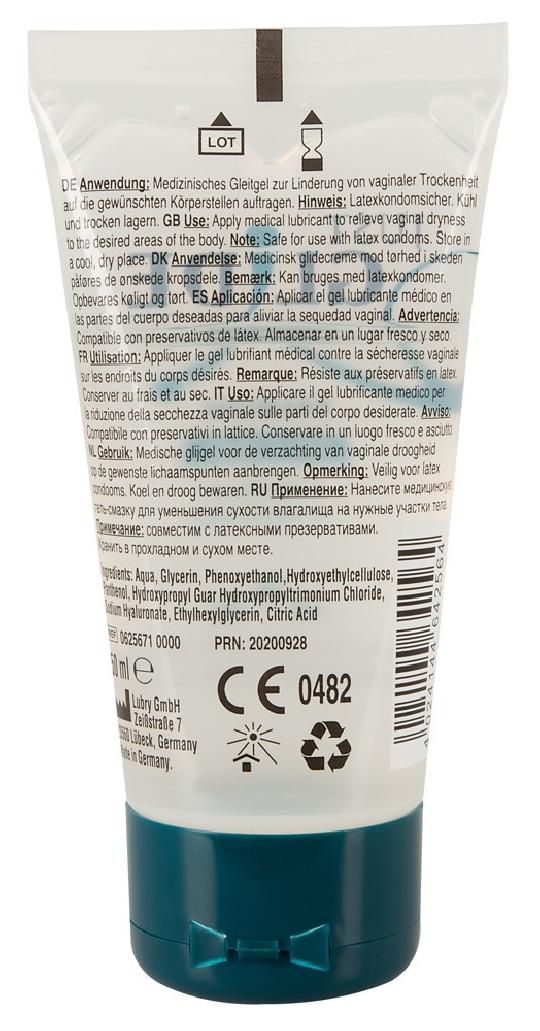 LOT
DE Anwendung: Medizinisches Gleitgel zur Linderung von vaginaler Trockenheit
auf die gewünschten Körperstellen auftragen. Hinweis: Latexkondomsicher. Kühl
und trocken lagern. GB Use: Apply medical lubricant to relieve vaginal dryness
to the desired areas of the body. Note: Safe for use with latex condoms. Store in
a cool, dry place. DK Anvendelse: Medicinsk glidecreme mod tørhed i skeden
påføres de ønskede kropsdele. Bemærk: Kan bruges med latexkondomer.
Opbevares køligt og tørt. ES Aplicación: Aplicar el gel lubricante médico en
las partes del cuerpo deseadas para aliviar la sequedad vaginal. Advertencia:
Compatible con preservativos de látex. Almacenar en un lugar fresco y seco.
FR Utilisation: Appliquer le gel lubrifiant médical contre la sécheresse vaginale
sur les endroits du corps désirés. Remarque: Résiste aux préservatifs en latex.
Conserver au frais et au sec. IT Uso: Applicare il gel lubrificante medico per
la riduzione della secchezza vaginale sulle parti del corpo desiderate. Avviso:
Compatibile con preservativi in lattice. Conservare in un luogo fresco e asciutto.
NL Gebruik: Medische glijgel voor de verzachting van vaginale droogheid
op de gewenste lichaamspunten aanbrengen. Opmerking: Veilig voor latex
condooms. Koel en droog bewaren. RU Применение: Нанесите медицинскую
гель-смазку для уменьшения сухости влагалища на нужные участки тела.
Примечание: совместим с латексными презервативами.
Хранить в прохладном и сухом месте.
Ingredients: Aqua, Glycerin, Phenoxyethanol, Hydroxyethylcellulose,
Panthenol, Hydroxypropyl Guar Hydroxypropyltrimonium Chloride,
Sodium Hyaluronate, Ethylhexylglycerin, Citric Acid
REF 0625671 0000 PRN: 20200928
50 ml e
CE 0482
Lubry GmbH
Zeißstraße 7
Lübeck, Germany
Made in Germany.
4 024144 642564